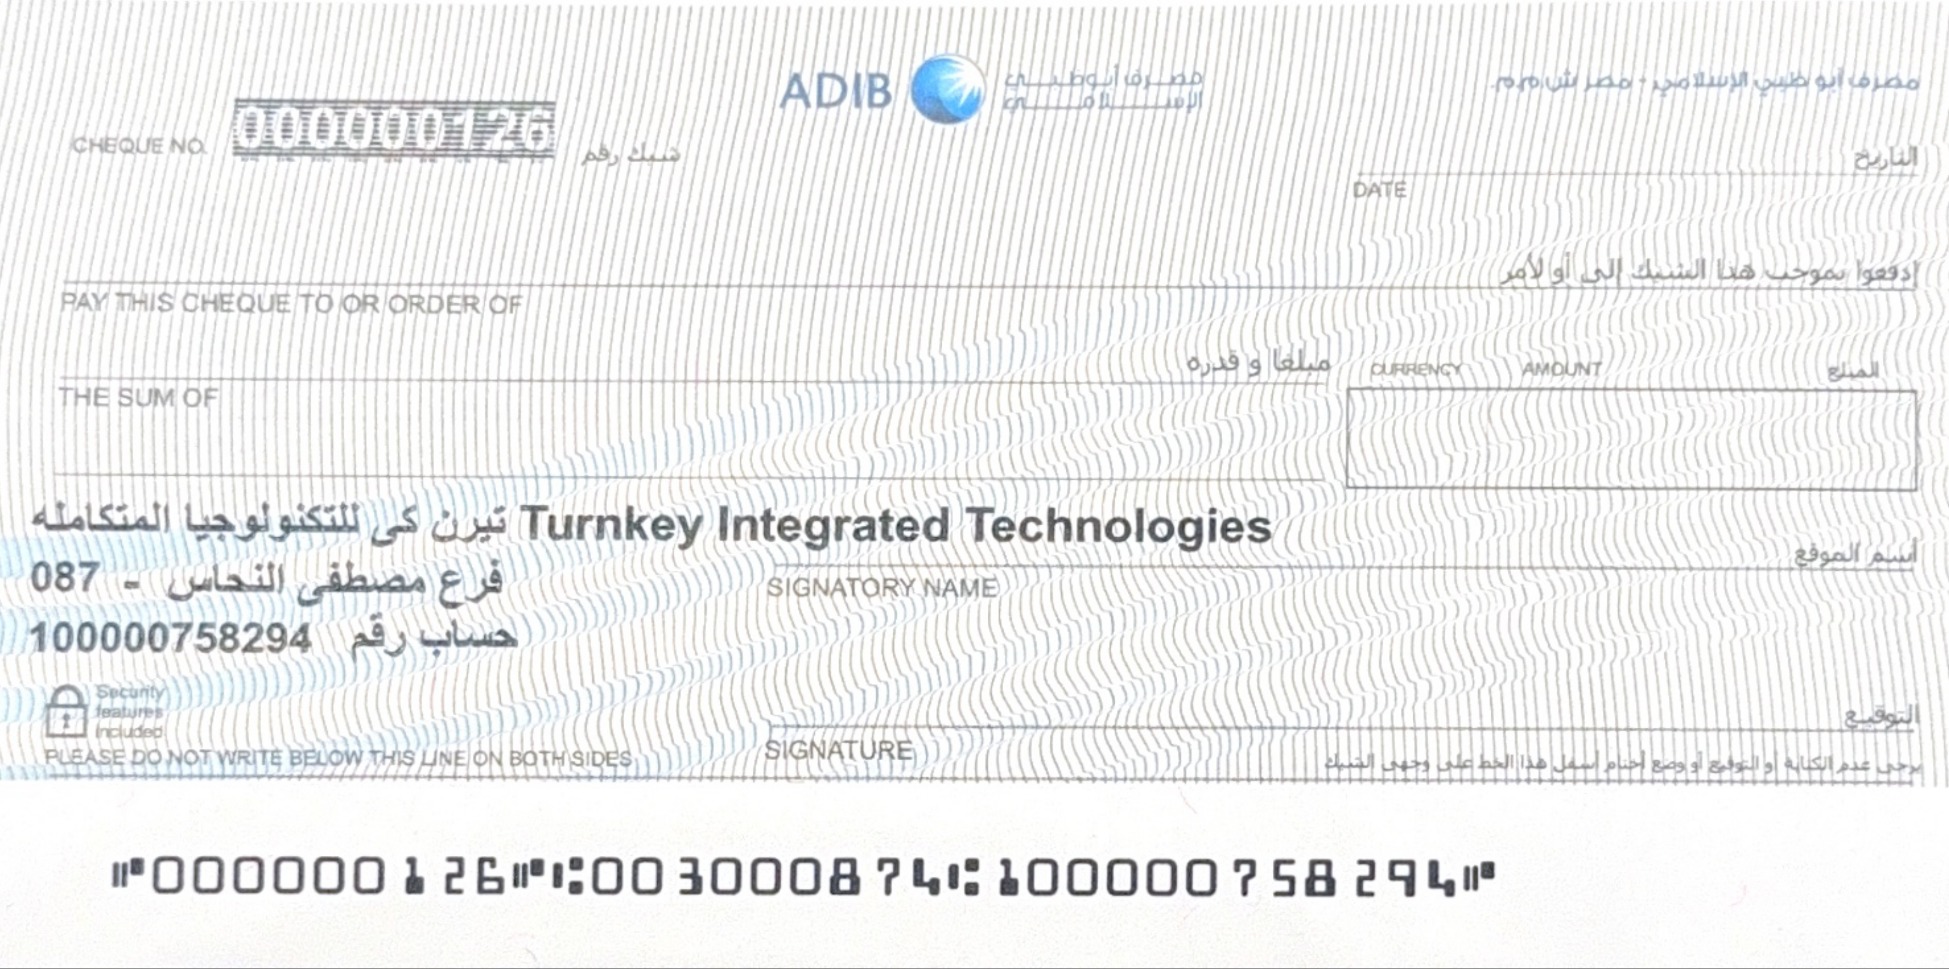 ADIB مصرف أبوظبي الإسلامي
مصرف أبو ظبي الإسلامي - مصر ش.م.م.
CHEQUE NO. 0000000126 شيك رقم
التاريخ
DATE
إدفعوا بموجب هذا الشيك إلى أو لأمر
PAY THIS CHEQUE TO OR ORDER OF
مبلغا و قدره
CURRENCY AMOUNT المبلغ
THE SUM OF
تيرن كى للتكنولوجيا المتكامله Turnkey Integrated Technologies
أسم الموقع
فرع مصطفى النحاس - 087
SIGNATORY NAME
حساب رقم 100000758294
Security
features
included
التوقيع
SIGNATURE
PLEASE DO NOT WRITE BELOW THIS LINE ON BOTH SIDES
يرجى عدم الكتابة أو التوقيع أو وضع أختام أسفل هذا الخط على وجهى الشيك
⑈0000000126⑈⑆003000874⑆100000758294⑈